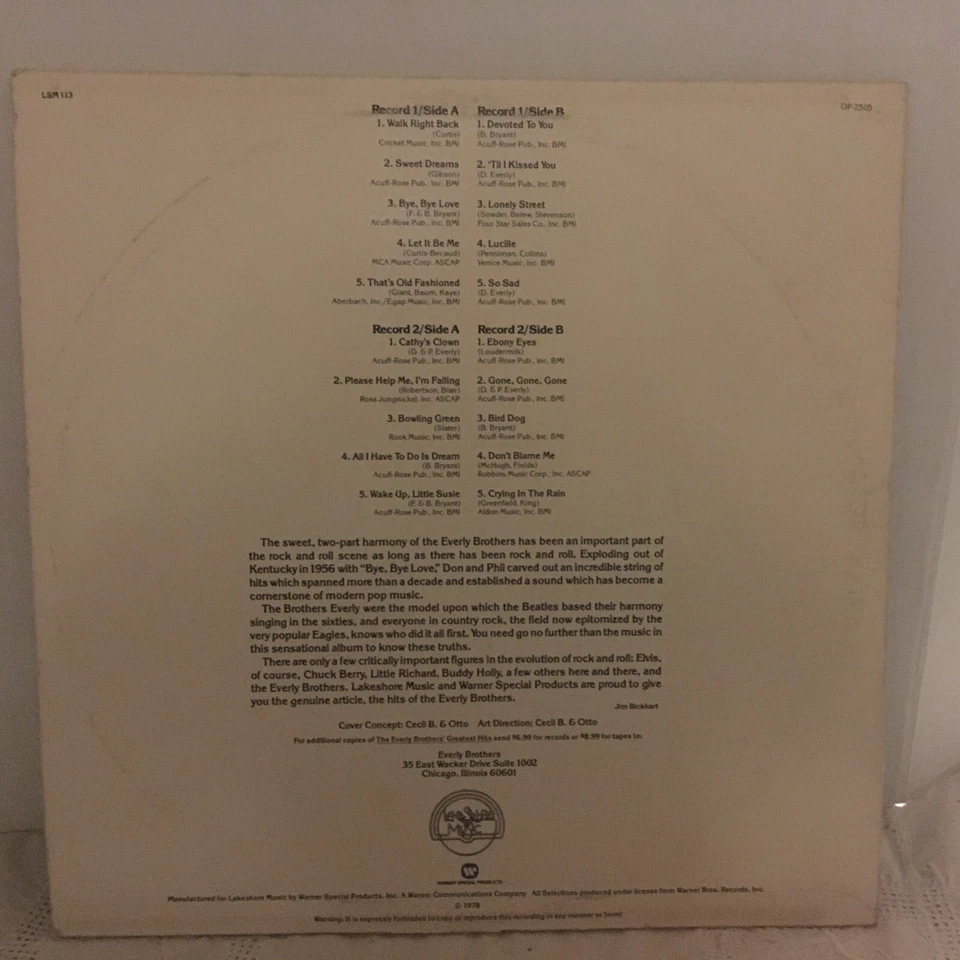 LSM 113
OP-2505
Record 1/Side A
1. Walk Right Back
(Curtis)
Cricket Music, Inc. BMI
2. Sweet Dreams
(Gibson)
Acuff-Rose Pub., Inc. BMI
3. Bye, Bye Love
(F. & B. Bryant)
Acuff-Rose Pub., Inc. BMI
4. Let It Be Me
(Curtis-Becaud)
MCA Music Corp. ASCAP
5. That's Old Fashioned
(Giant, Baum, Kaye)
Aberbach, Inc./Egap Music, Inc. BMI
Record 1/Side B
1. Devoted To You
(B. Bryant)
Acuff-Rose Pub., Inc. BMI
2. 'Til I Kissed You
(D. Everly)
Acuff-Rose Pub., Inc. BMI
3. Lonely Street
(Sowder, Belew, Stevenson)
Four Star Sales Co., Inc. BMI
4. Lucille
(Penniman, Collins)
Venice Music, Inc. BMI
5. So Sad
(D. Everly)
Acuff-Rose Pub., Inc. BMI
Record 2/Side A
1. Cathy's Clown
(D. & P. Everly)
Acuff-Rose Pub., Inc. BMI
2. Please Help Me, I'm Falling
(Robertson, Blair)
Ross Jungnickel, Inc. ASCAP
3. Bowling Green
(Slater)
Rook Music, Inc. BMI
4. All I Have To Do Is Dream
(B. Bryant)
Acuff-Rose Pub., Inc. BMI
5. Wake Up, Little Susie
(F. & B. Bryant)
Acuff-Rose Pub., Inc. BMI
Record 2/Side B
1. Ebony Eyes
(Loudermilk)
Acuff-Rose Pub., Inc. BMI
2. Gone, Gone, Gone
(D. & P. Everly)
Acuff-Rose Pub., Inc. BMI
3. Bird Dog
(B. Bryant)
Acuff-Rose Pub., Inc. BMI
4. Don't Blame Me
(McHugh, Fields)
Robbins Music Corp., Inc. ASCAP
5. Crying In The Rain
(Greenfield, King)
Aldon Music, Inc. BMI
The sweet, two-part harmony of the Everly Brothers has been an important part of
the rock and roll scene as long as there has been rock and roll. Exploding out of
Kentucky in 1956 with "Bye, Bye Love," Don and Phil carved out an incredible string of
hits which spanned more than a decade and established a sound which has become a
cornerstone of modern pop music.
The Brothers Everly were the model upon which the Beatles based their harmony
singing in the sixties, and everyone in country rock, the field now epitomized by the
very popular Eagles, knows who did it all first. You need go no further than the music in
this sensational album to know these truths.
There are only a few critically important figures in the evolution of rock and roll: Elvis,
of course, Chuck Berry, Little Richard, Buddy Holly, a few others here and there, and
the Everly Brothers. Lakeshore Music and Warner Special Products are proud to give
you the genuine article, the hits of the Everly Brothers.
Jim Bickhart
Cover Concept: Cecil B. & Otto Art Direction: Cecil B. & Otto
For additional copies of The Everly Brothers' Greatest Hits send $6.98 for records or $8.99 for tapes to:
Everly Brothers
35 East Wacker Drive Suite 1002
Chicago, Illinois 60601
Lake Shore
Music
WARNER SPECIAL PRODUCTS
Manufactured for Lakeshore Music by Warner Special Products, Inc. A Warner Communications Company. All Selections produced under license from Warner Bros. Records, Inc.
© 1978
Warning: It is expressly forbidden to copy or reproduce this recording in any manner or form!